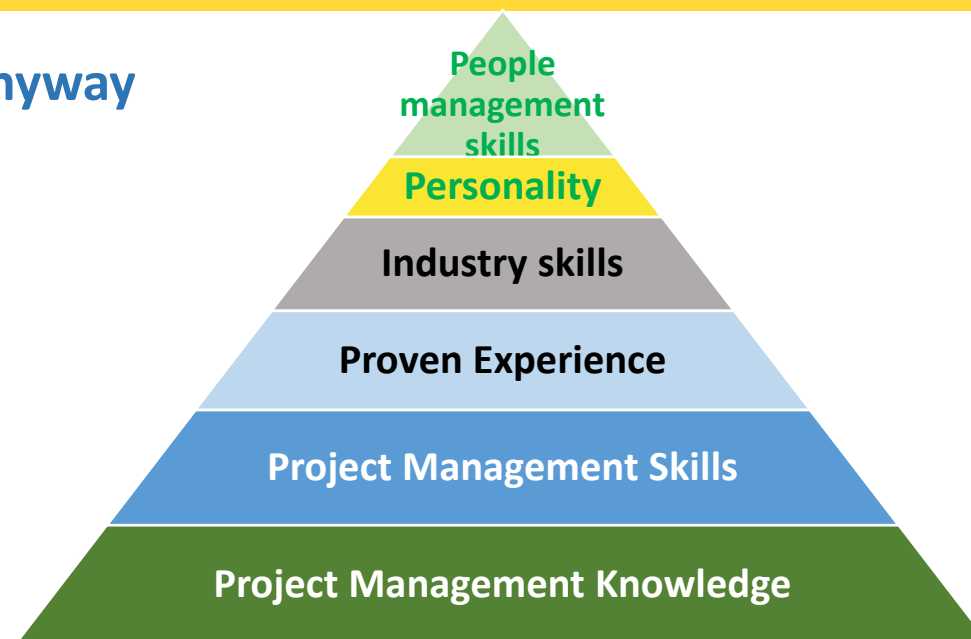 nyway
People
management
skills
Personality
Industry skills
Proven Experience
Project Management Skills
Project Management Knowledge